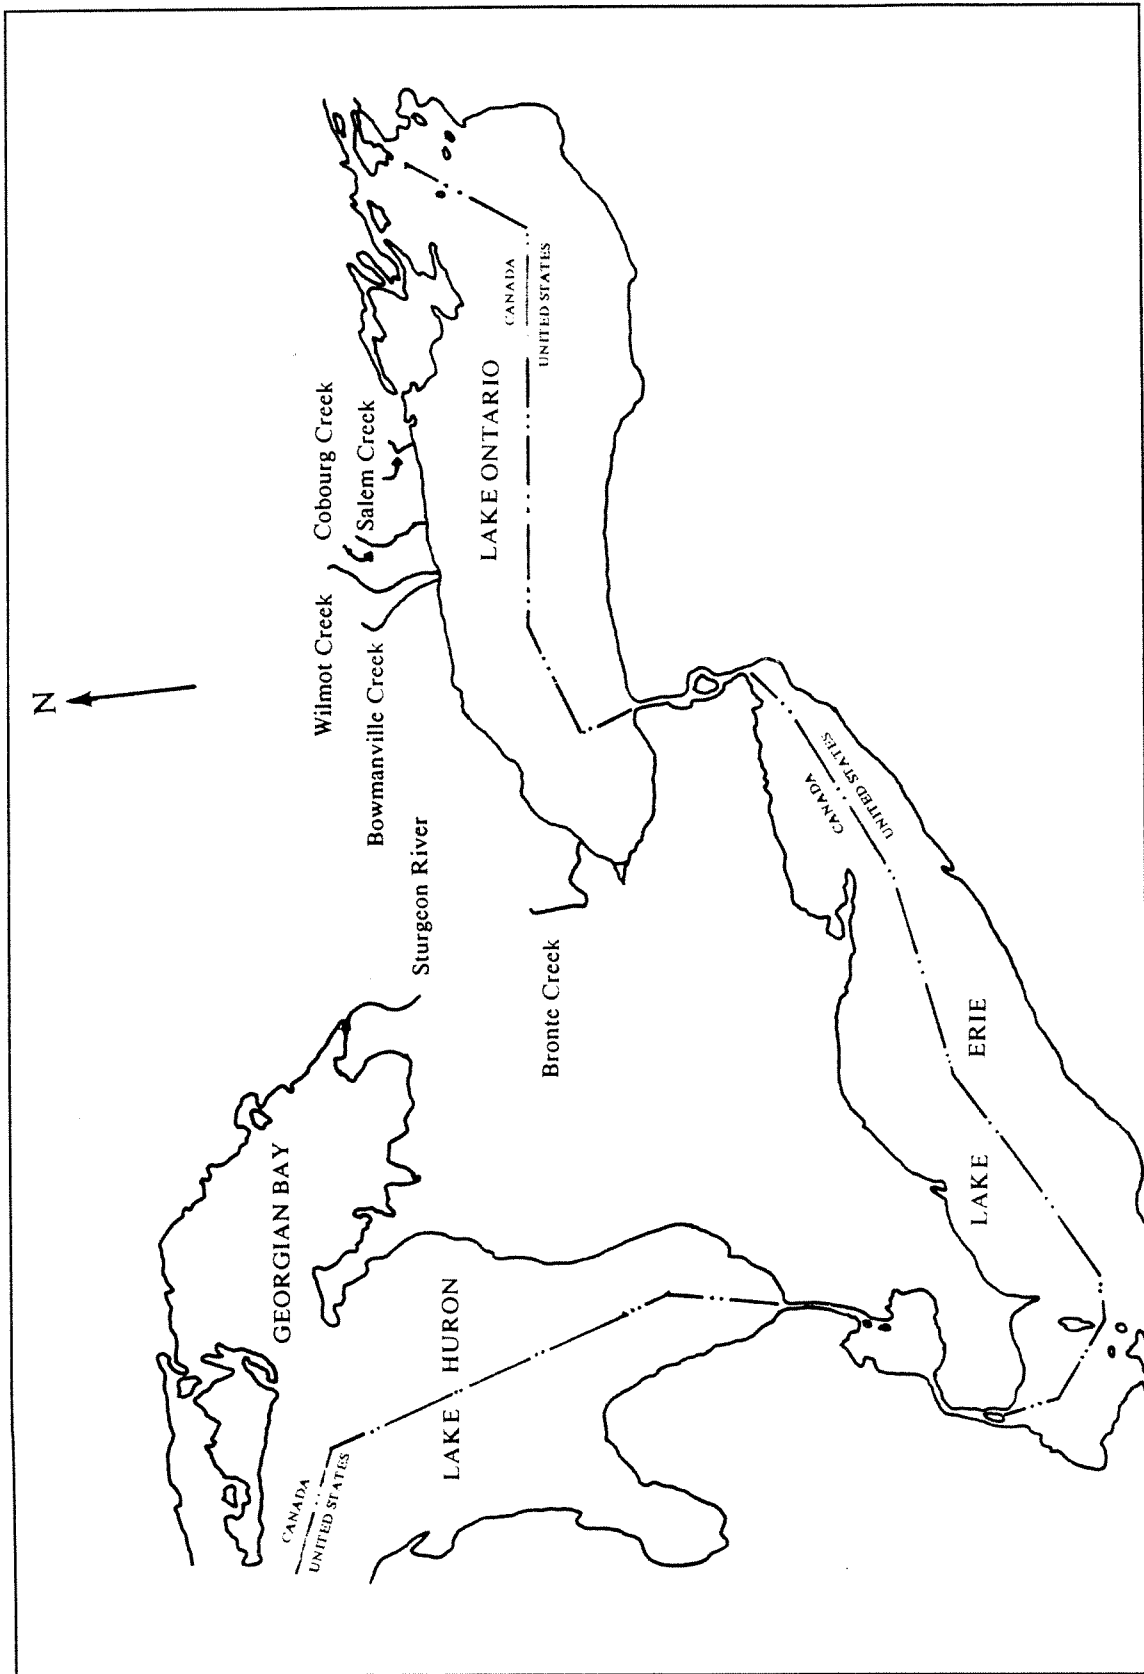 N
Wilmot Creek
Cobourg Creek
Bowmanville Creek
Salem Creek
Sturgeon River
GEORGIAN BAY
LAKE ONTARIO
CANADA
UNITED STATES
Bronte Creek
CANADA
UNITED STATES
LAKE HURON
CANADA
UNITED STATES
LAKE ERIE